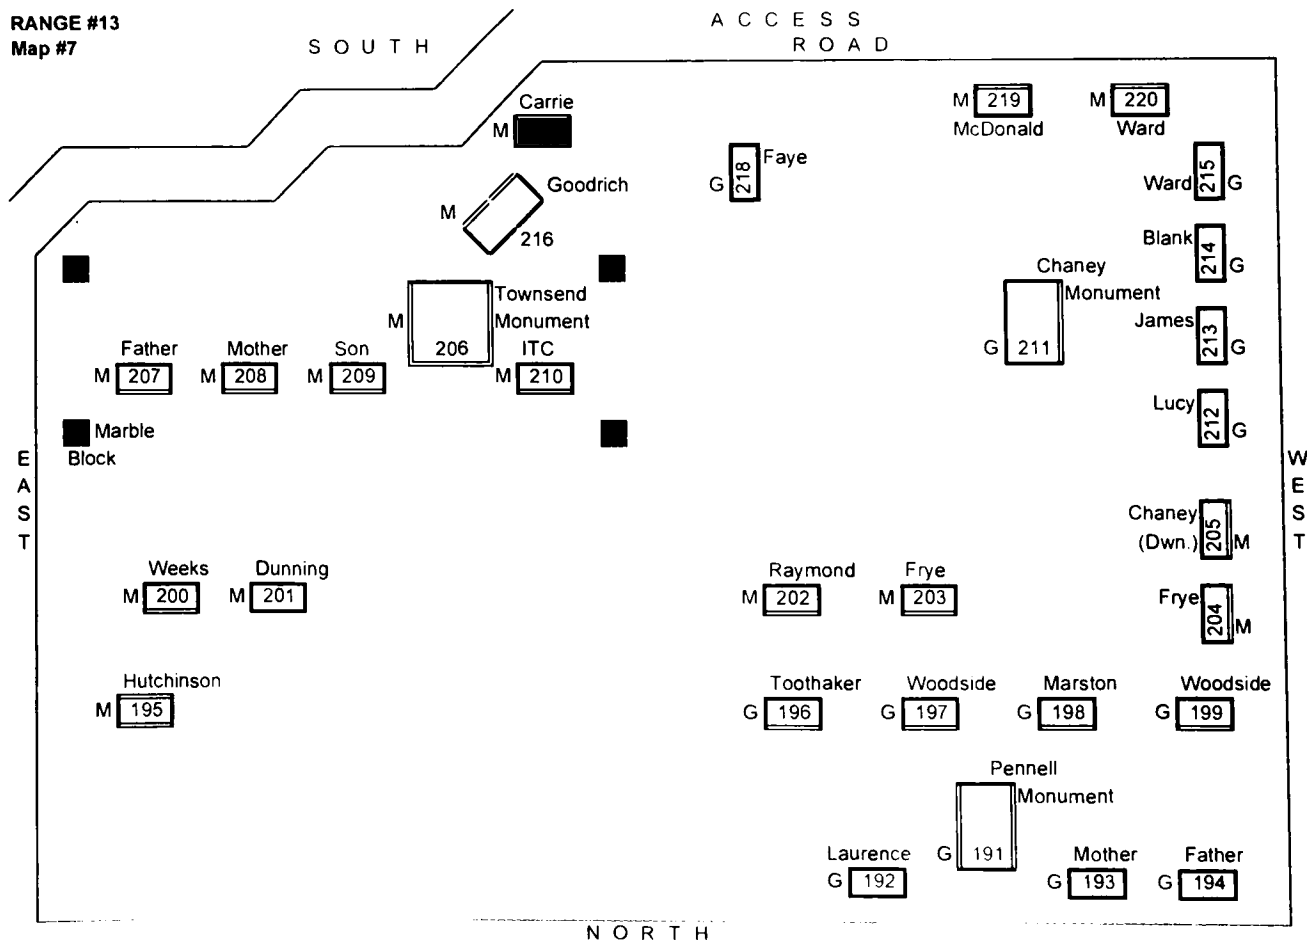 RANGE #13
Map #7
SOUTH
ACCESS
ROAD
Carrie
M
M 219
McDonald
M 220
Ward
Faye
G 218
Ward 215 G
Goodrich
M
216
Blank
214 G
Chaney
Monument
G 211
Townsend
Monument
M
206
James
213 G
Father
M 207
Mother
M 208
Son
M 209
ITC
M 210
Lucy
212 G
Marble
Block
EAST
WEST
Chaney
(Dwn.) 205 M
Weeks
M 200
Dunning
M 201
Raymond
M 202
Frye
M 203
Frye
204 M
Hutchinson
M 195
Toothaker
G 196
Woodside
G 197
Marston
G 198
Woodside
G 199
Pennell
Monument
G 191
Laurence
G 192
Mother
G 193
Father
G 194
NORTH